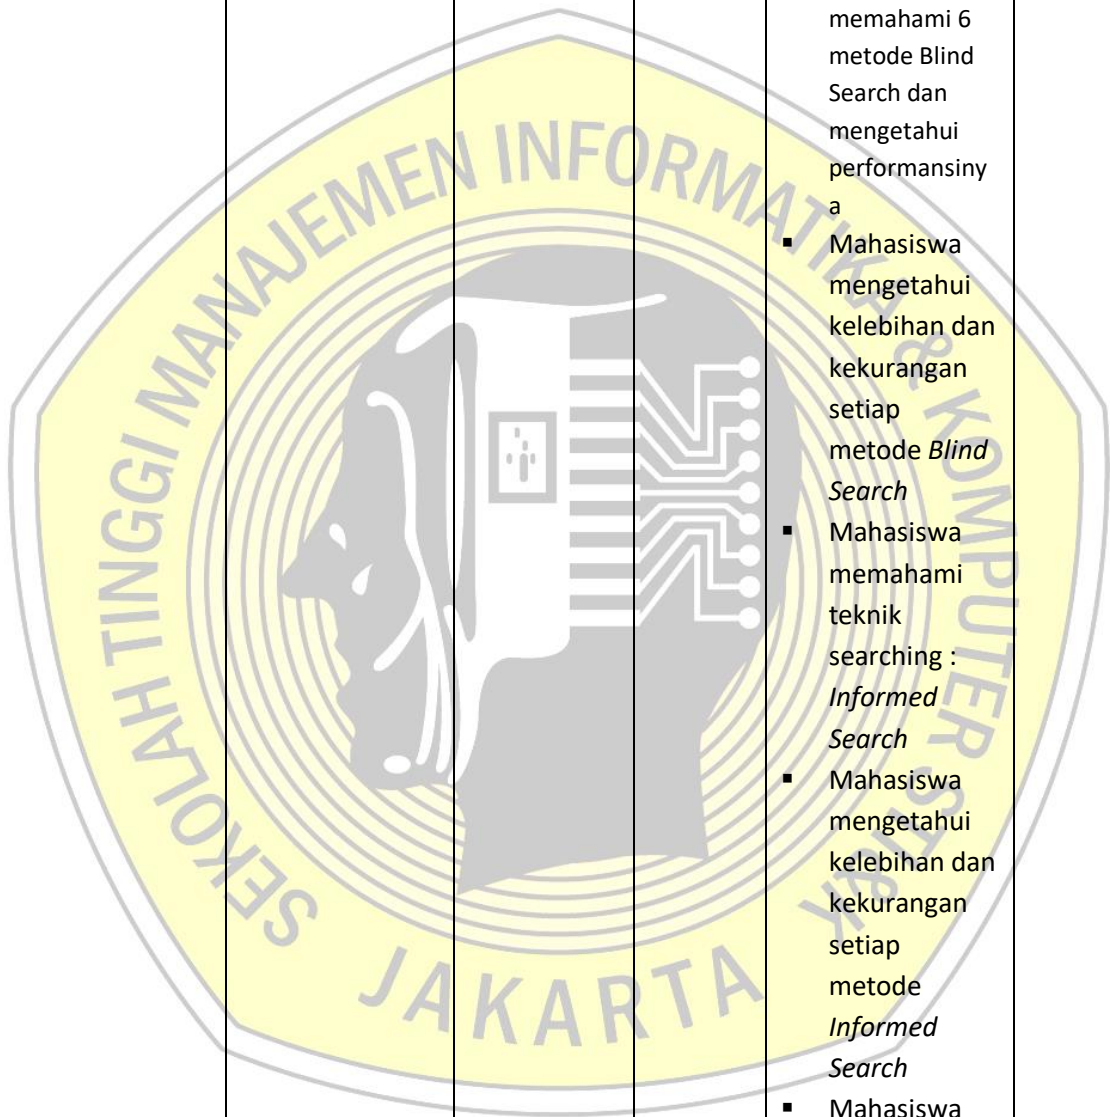 memahami 6
metode Blind
Search dan
mengetahui
performansiny
a
▪ Mahasiswa
mengetahui
kelebihan dan
kekurangan
setiap
metode Blind
Search
▪ Mahasiswa
memahami
teknik
searching :
Informed
Search
▪ Mahasiswa
mengetahui
kelebihan dan
kekurangan
setiap
metode
Informed
Search
▪ Mahasiswa
SEKOLAH TINGGI MANAJEMEN INFORMATIKA & KOMPUTER STI&K
JAKARTA